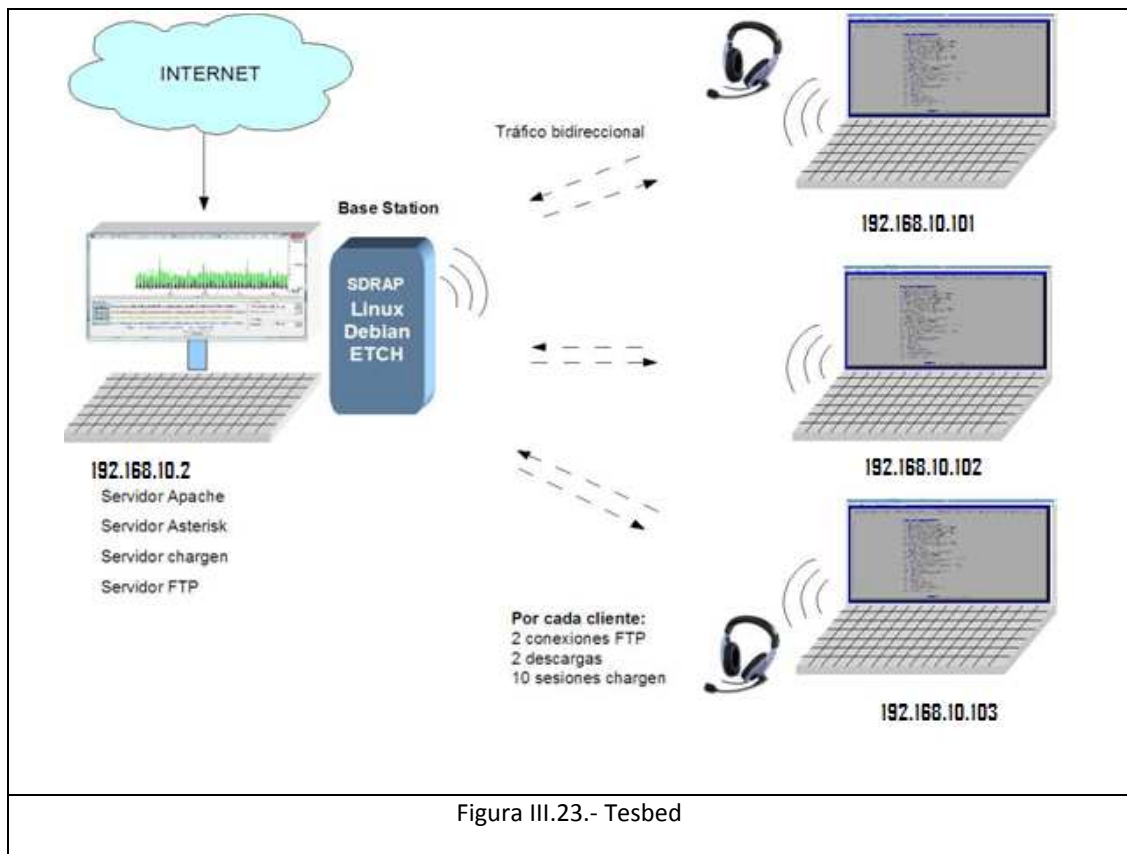 INTERNET
Tráfico bidireccional
Base Station
SDRAP
Linux
Debian
ETCH
192.168.10.101
192.168.10.2
Servidor Apache
Servidor Asterisk
Servidor chargen
Servidor FTP
192.168.10.102
Por cada cliente:
2 conexiones FTP
2 descargas
10 sesiones chargen
192.168.10.103
Figura III.23.- Tesbed